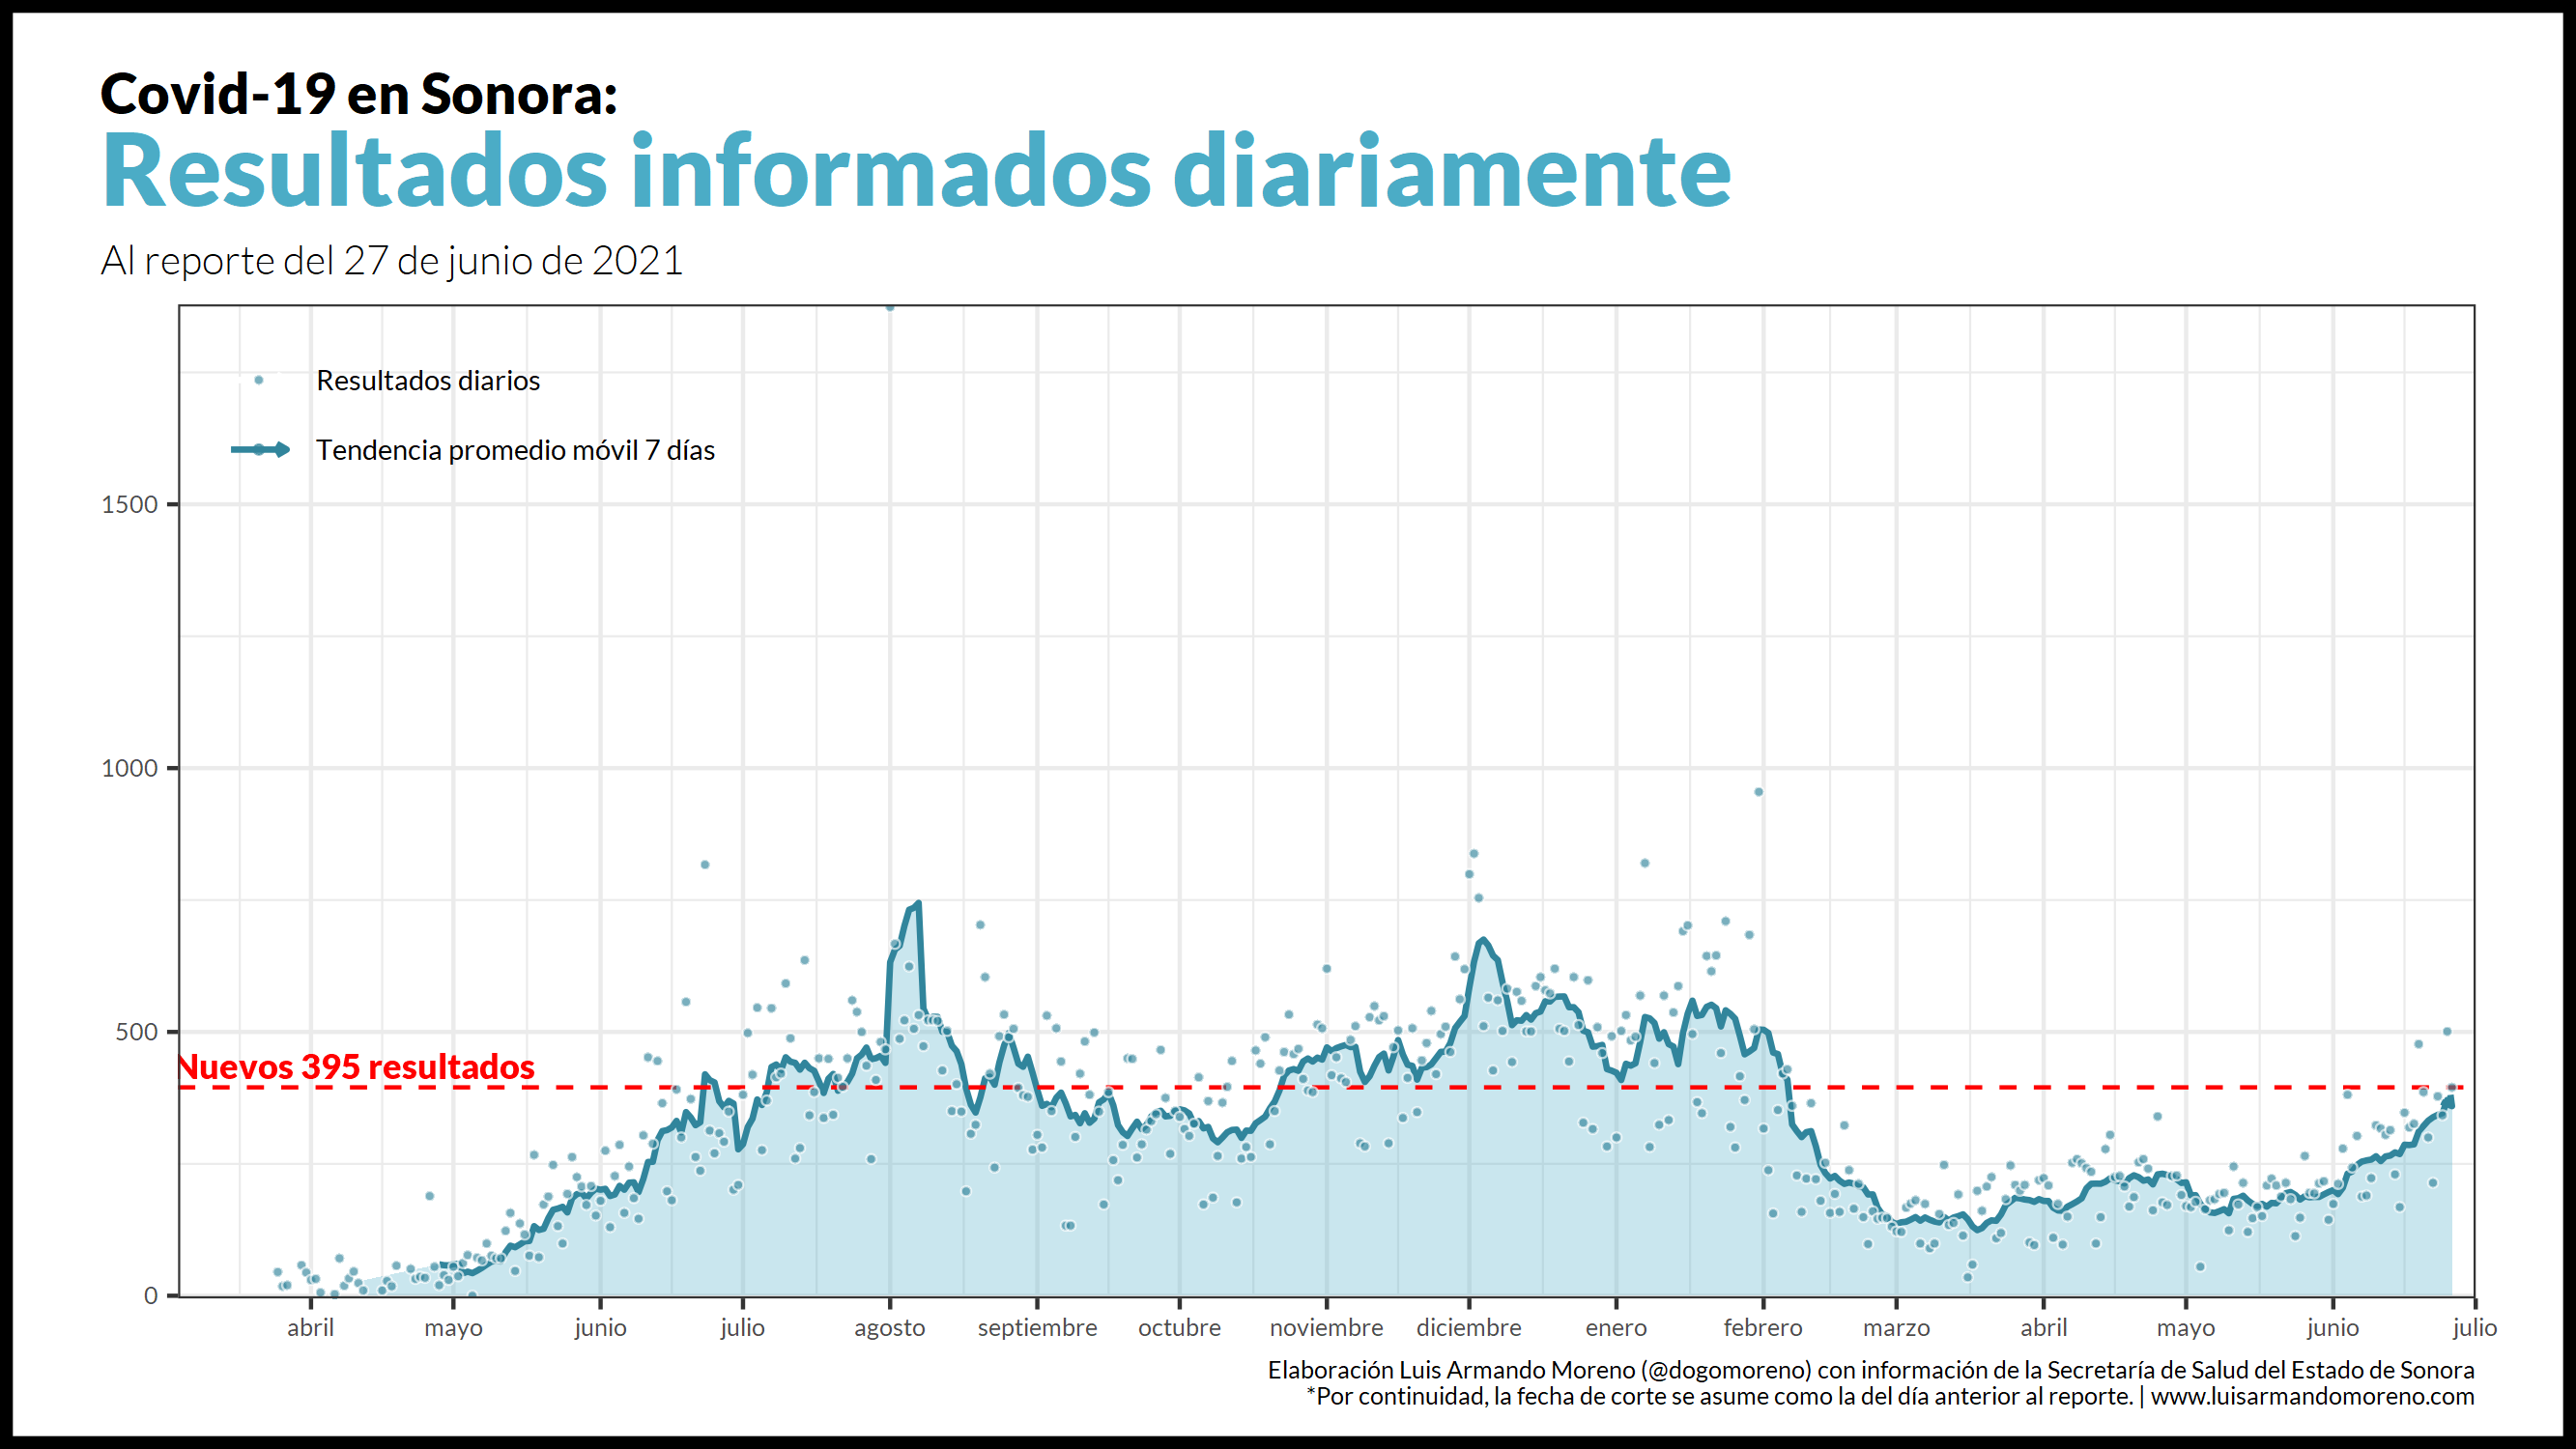 Covid-19 en Sonora:
Resultados informados diariamente
Al reporte del 27 de junio de 2021
Resultados diarios
Tendencia promedio móvil 7 días
1500
1000
500
Nuevos 395 resultados
0
abril mayo junio julio agosto septiembre octubre noviembre diciembre enero febrero marzo abril mayo junio julio
Elaboración Luis Armando Moreno (@dogomoreno) con información de la Secretaría de Salud del Estado de Sonora
*Por continuidad, la fecha de corte se asume como la del día anterior al reporte. | www.luisarmandomoreno.com